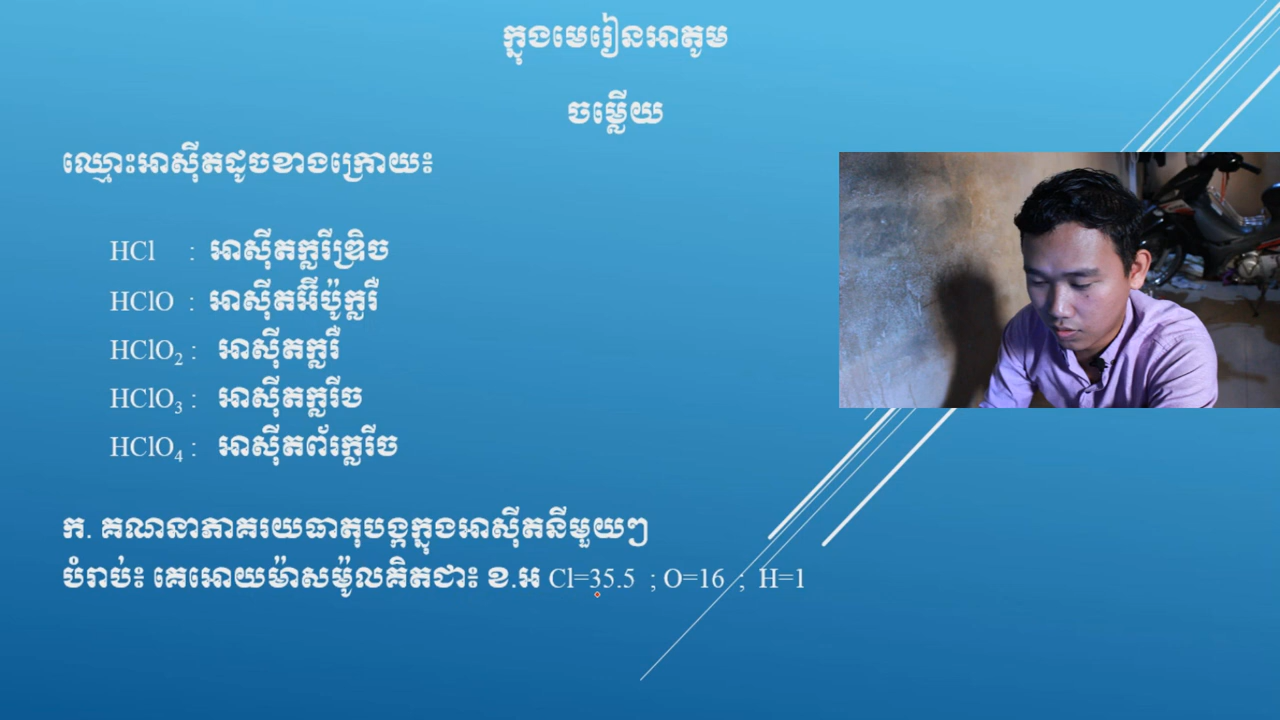 ក្នុងមេរៀនអាតូម
ចម្លើយ
ឈ្មោះអាស៊ីតដូចខាងក្រោយ៖
HCl : អាស៊ីតក្លរីឌ្រិច
HClO : អាស៊ីតអ៊ីប៉ូក្លរឺ
HClO₂ : អាស៊ីតក្លរឺ
HClO₃ : អាស៊ីតក្លរីច
HClO₄ : អាស៊ីតព័រក្លរីច
ក. គណនាភាគរយធាតុបង្កក្នុងអាស៊ីតនីមួយៗ
បំរាប់៖ គេអោយម៉ាសម៉ូលគិតជា៖ ខ.អ Cl=35.5 ; O=16 ; H=1